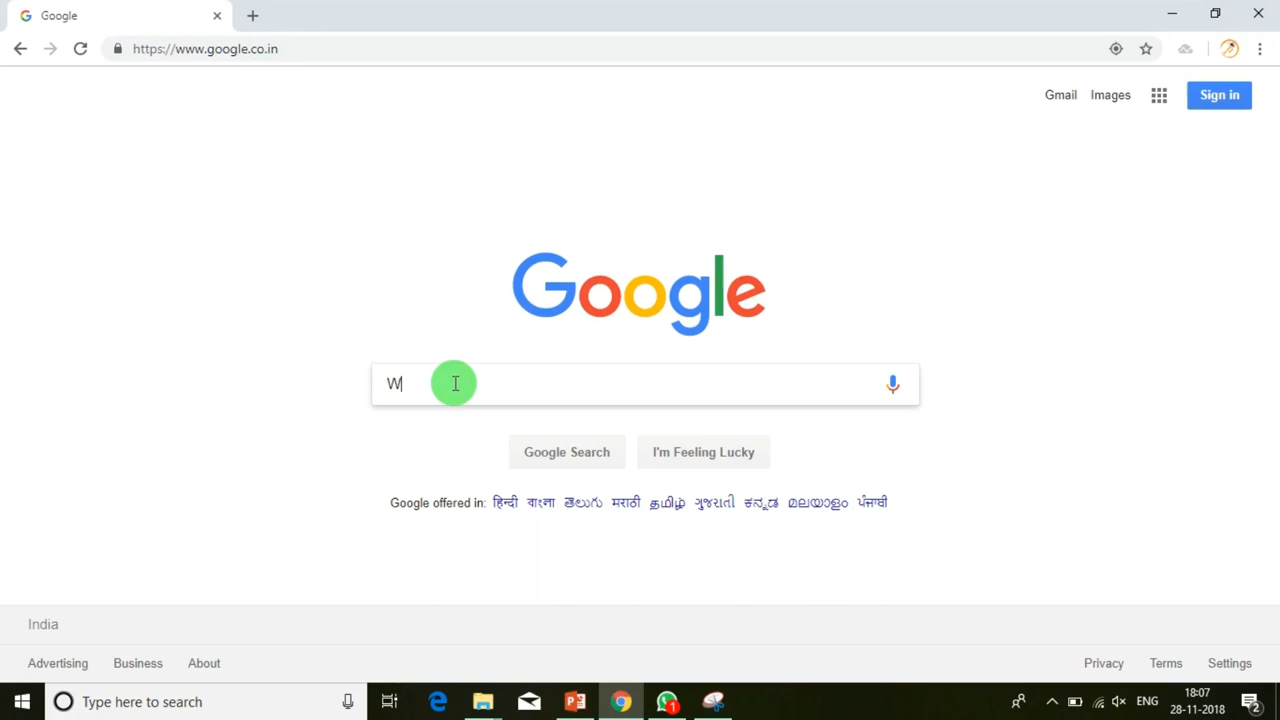 Google
https://www.google.co.in
Gmail Images Sign in
Google
W
Google Search I'm Feeling Lucky
Google offered in: हिन्दी বাংলা తెలుగు मराठी தமிழ் ગુજરાતી ಕನ್ನಡ മലയാളം ਪੰਜਾਬੀ
India
Advertising Business About Privacy Terms Settings
Type here to search 1 ENG 18:07
28-11-2018 2